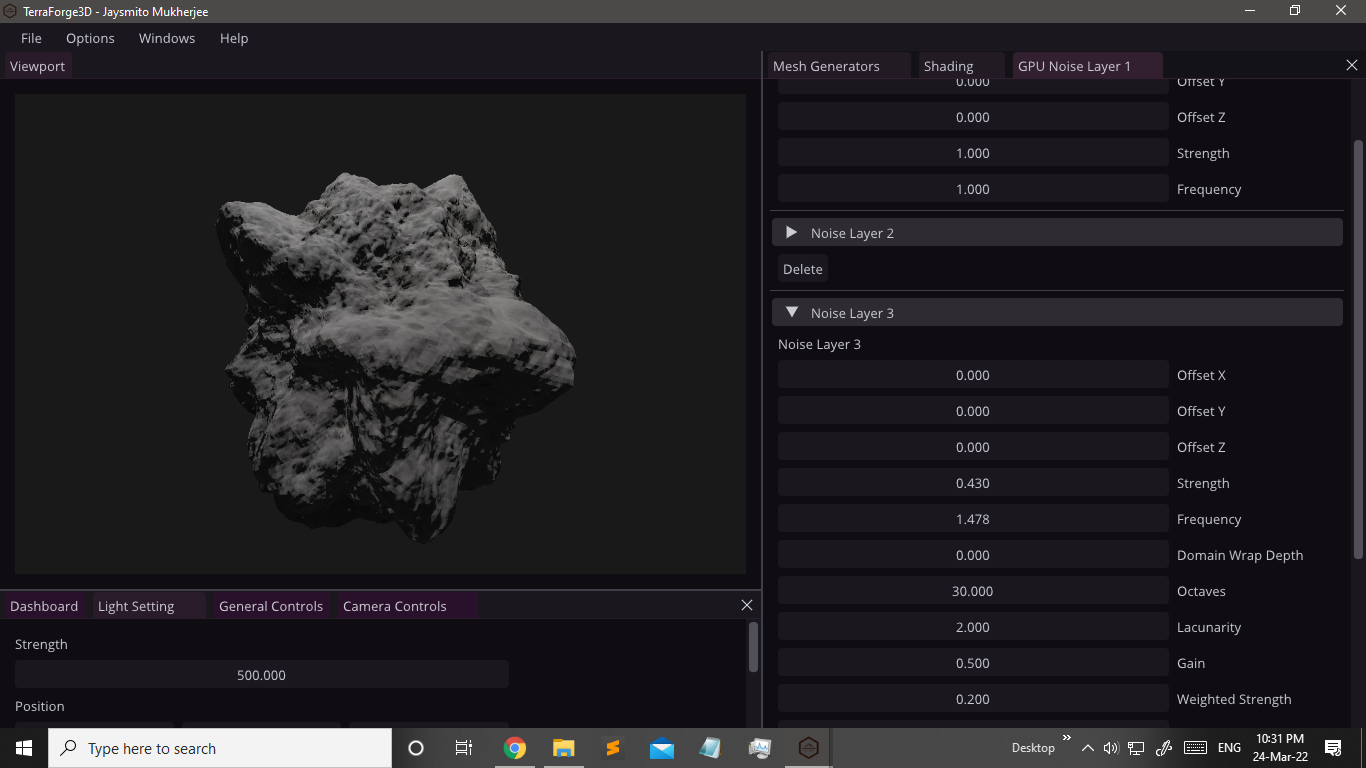 TerraForge3D - Jaysmito Mukherjee
File Options Windows Help
Viewport
Mesh Generators Shading GPU Noise Layer 1
0.000 Offset Y
0.000 Offset Z
1.000 Strength
1.000 Frequency
Noise Layer 2
Delete
Noise Layer 3
Noise Layer 3
0.000 Offset X
0.000 Offset Y
0.000 Offset Z
0.430 Strength
1.478 Frequency
0.000 Domain Wrap Depth
30.000 Octaves
2.000 Lacunarity
0.500 Gain
0.200 Weighted Strength
Dashboard Light Setting General Controls Camera Controls
Strength
500.000
Position
Type here to search
Desktop
ENG
10:31 PM
24-Mar-22